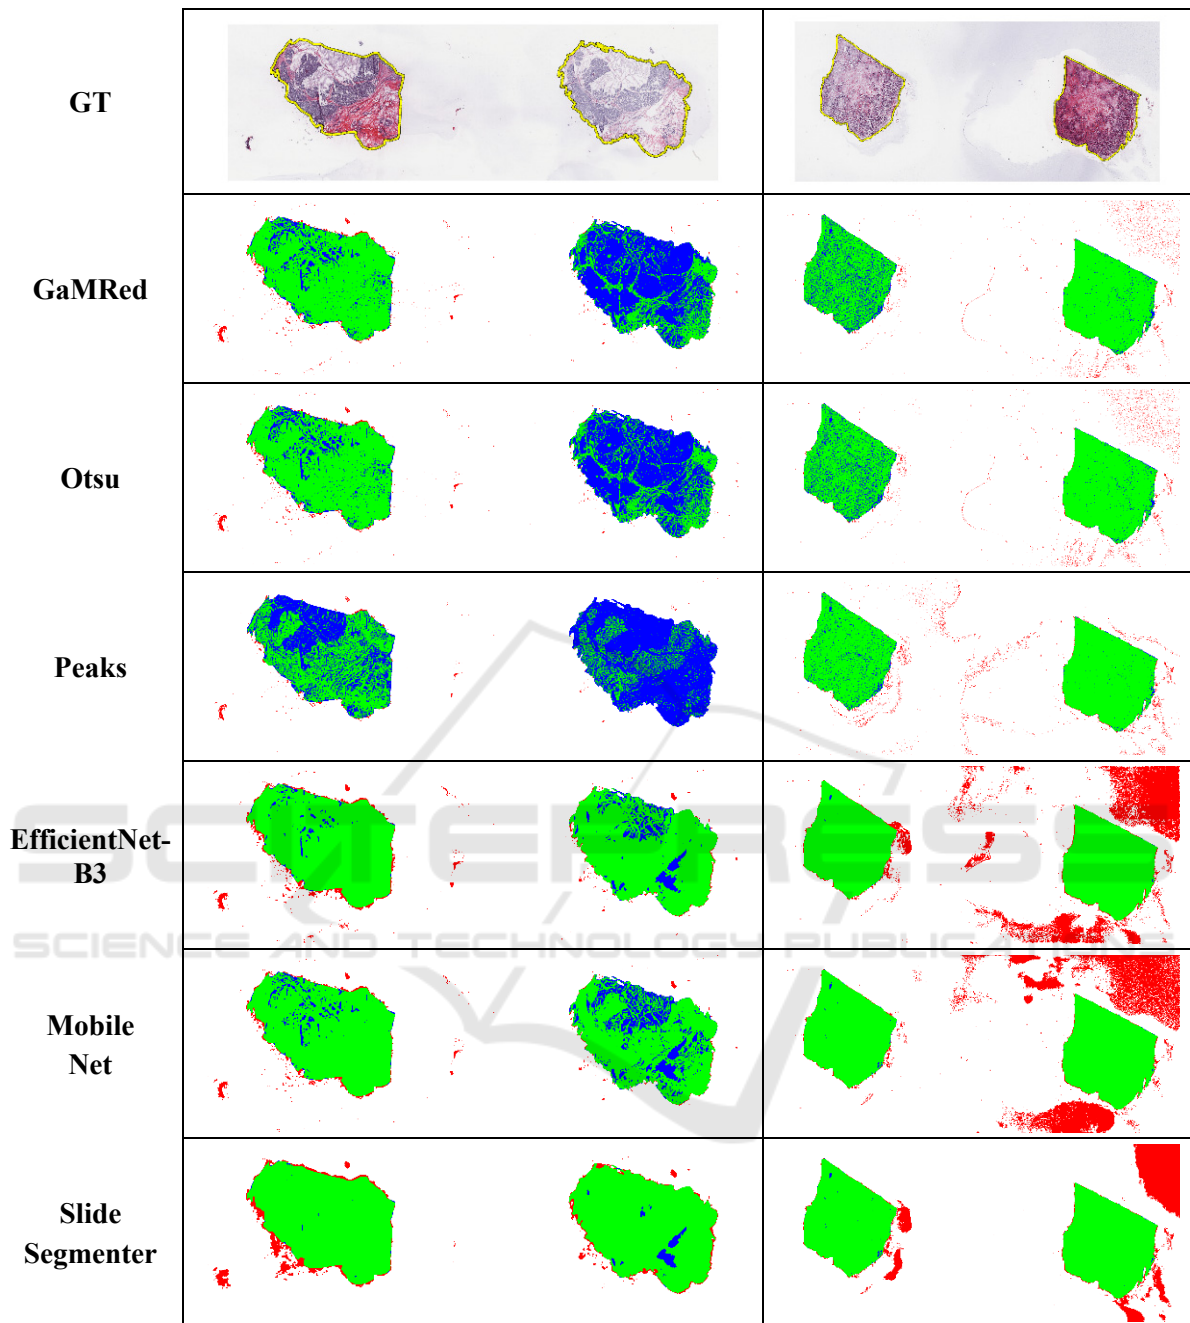 GT
GaMRed
Otsu
Peaks
EfficientNet-
B3
SCITEPRESS
SCIENCE AND TECHNOLOGY PUBLICATIONS
Mobile
Net
Slide
Segmenter